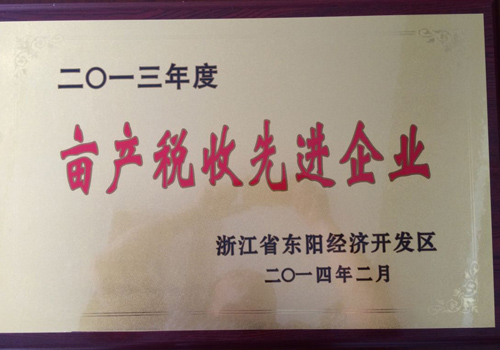 二〇一三年度
亩产税收先进企业
浙江省东阳经济开发区
二〇一四年二月